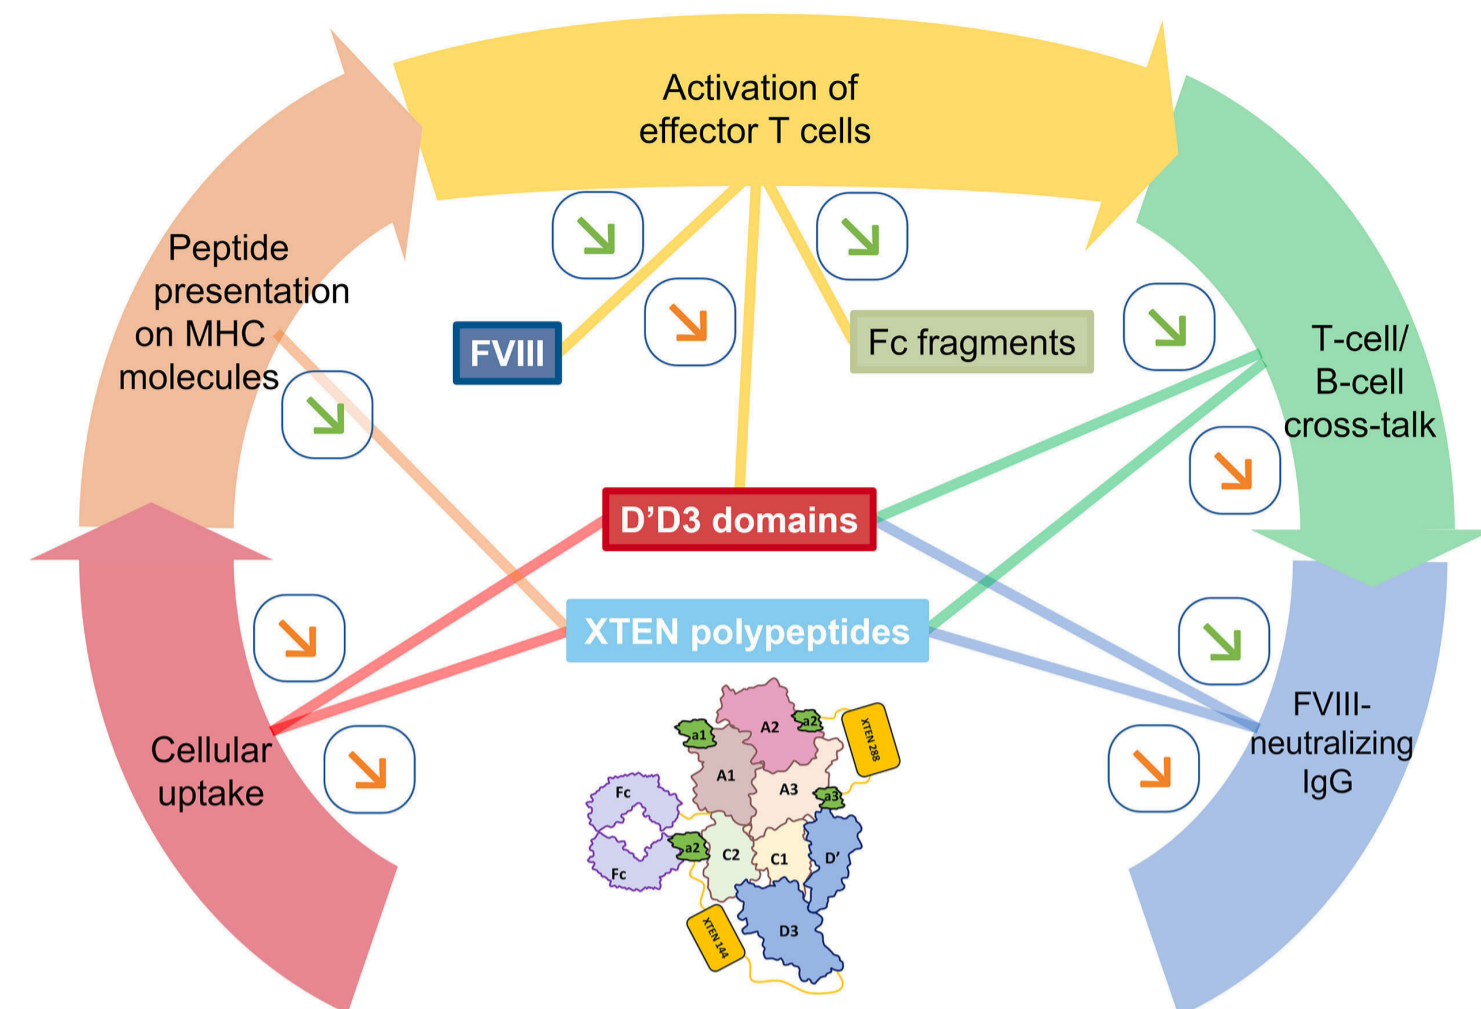 Activation of
effector T cells
Peptide
presentation
on MHC
molecules
FVIII
Fc fragments
T-cell/
B-cell
cross-talk
D’D3 domains
XTEN polypeptides
Cellular
uptake
FVIII-
neutralizing
IgG
a1
A2
a2
XTEN 288
A1
A3
a3
Fc
Fc
a2
C2
C1
D’
XTEN 144
D3